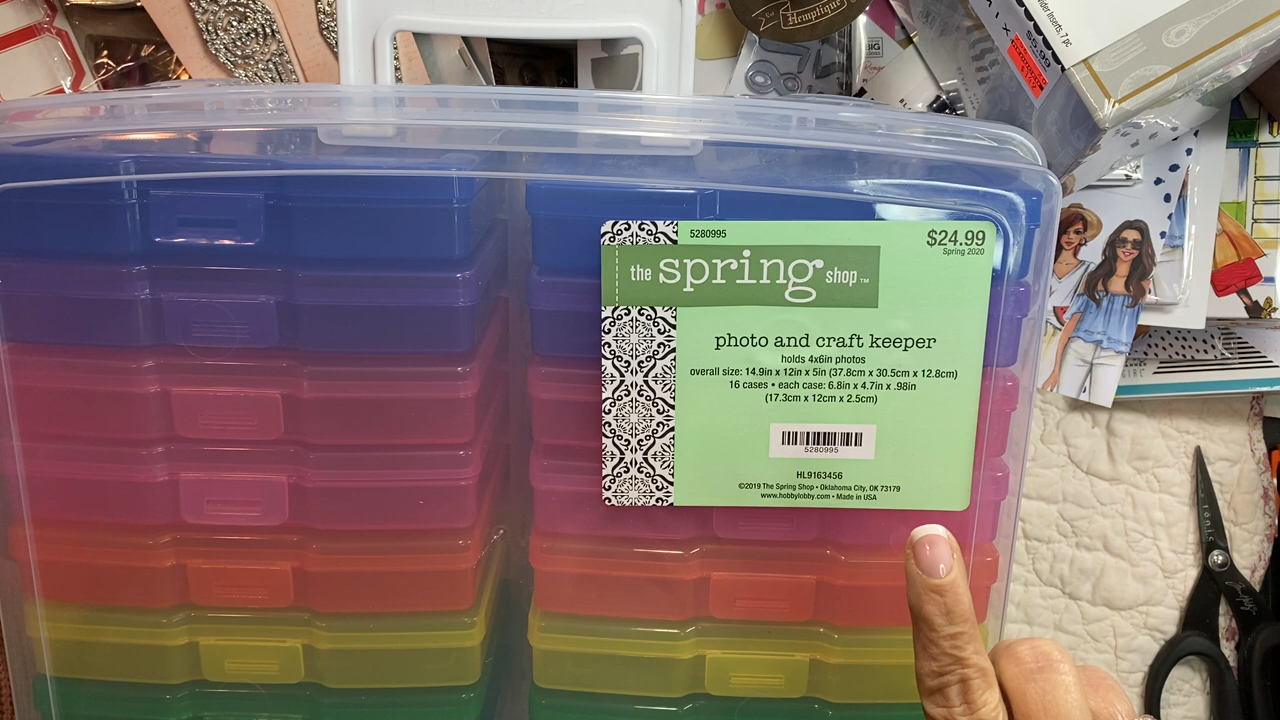 Hemptique
BIG
$5.99
5280995
$24.99
Spring 2020
the spring shop™
photo and craft keeper
holds 4x6in photos
overall size: 14.9in x 12in x 5in (37.8cm x 30.5cm x 12.8cm)
16 cases • each case: 6.8in x 4.7in x .98in
(17.3cm x 12cm x 2.5cm)
5280995
HL9163456
©2019 The Spring Shop • Oklahoma City, OK 73179
www.hobbylobby.com • Made in USA
GIRL